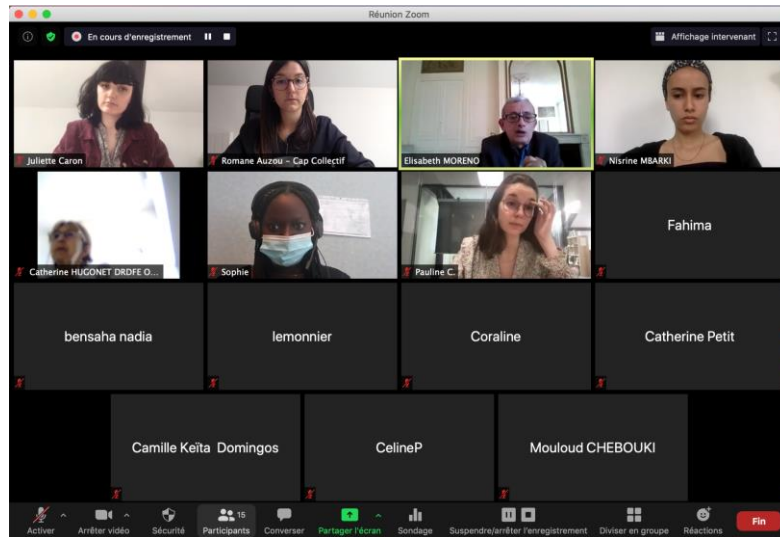 Réunion Zoom
En cours d'enregistrement
Affichage intervenant
Juliette Caron
Romane Auzou - Cap Collectif
Elisabeth MORENO
Nisrine MBARKI
Catherine HUGONET DRDFE O...
Sophie
Pauline C.
Fahima
bensaha nadia
lemonnier
Coraline
Catherine Petit
Camille Keïta Domingos
CelineP
Mouloud CHEBOUKI
15
Activer
Arrêter vidéo
Sécurité
Participants
Converser
Partager l'écran
Sondage
Suspendre/arrêter l'enregistrement
Diviser en groupe
Réactions
Fin